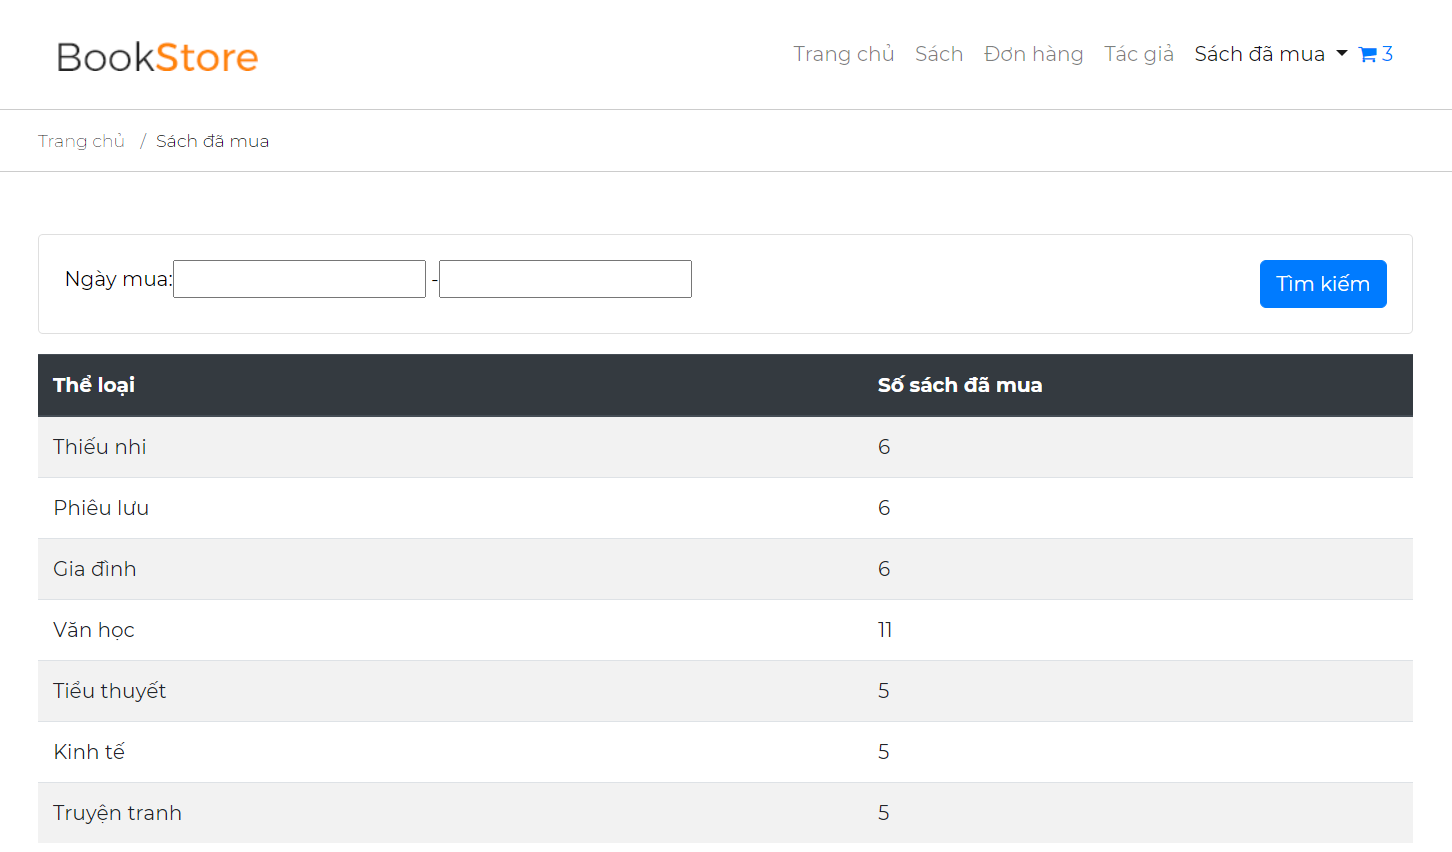 BookStore
Trang chủ Sách Đơn hàng Tác giả Sách đã mua 3
Trang chủ / Sách đã mua
Ngày mua: -
Tìm kiếm
Thể loại Số sách đã mua
Thiếu nhi 6
Phiêu lưu 6
Gia đình 6
Văn học 11
Tiểu thuyết 5
Kinh tế 5
Truyện tranh 5